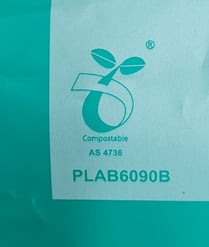 ®
Compostable
AS 4736
PLAB6090B